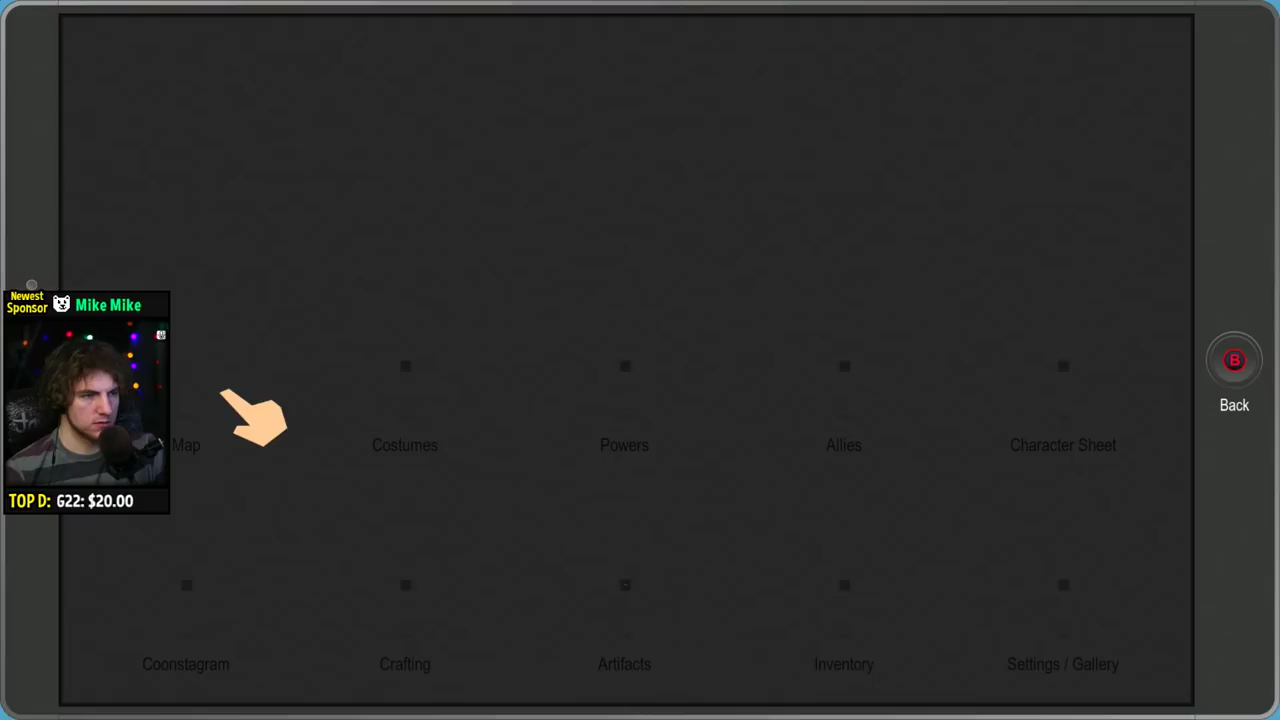 Newest
Sponsor
Mike Mike
TOP D: G22: $20.00
B
Back
Map
Costumes
Powers
Allies
Character Sheet
Coonstagram
Crafting
Artifacts
Inventory
Settings / Gallery